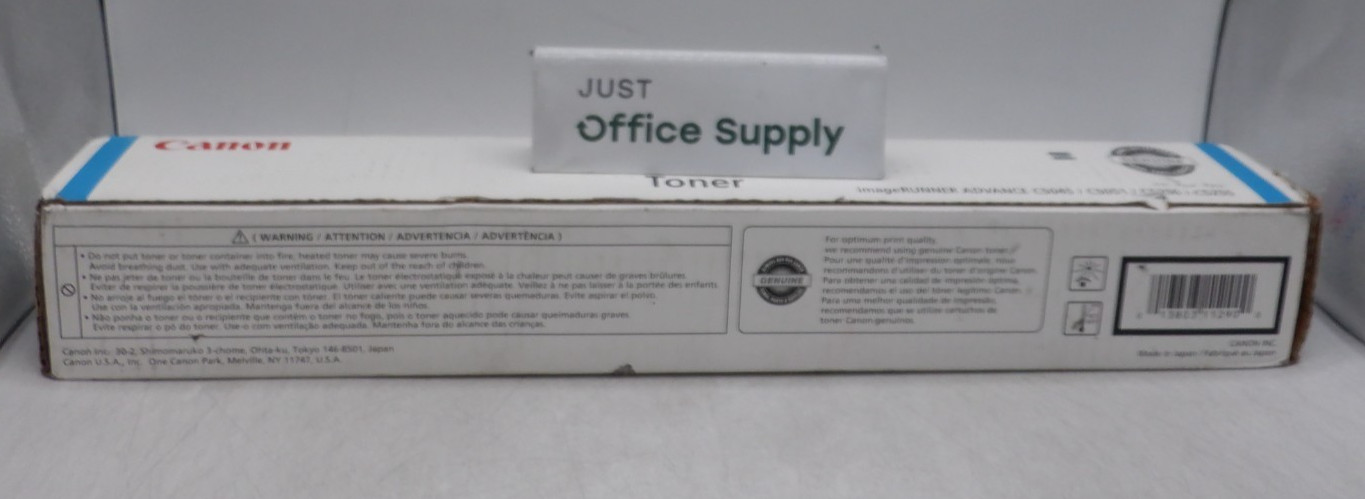 JUST
Office Supply
Canon
Toner
imageRUNNER ADVANCE C5045 / C5051 /
( WARNING / ATTENTION / ADVERTENCIA / ADVERTÊNCIA )
• Do not put toner or toner container into fire, heated toner may cause severe burns.
Avoid breathing dust. Use with adequate ventilation. Keep out of the reach of children.
• Ne pas jeter de toner ou la bouteille de toner dans le feu. Le toner électrostatique exposé à la chaleur peut causer de graves brûlures.
Éviter de respirer la poussière de toner électrostatique. Utiliser avec une ventilation adéquate. Veillez à ne pas laisser à la portée des enfants
• No arroje al fuego el tóner o el recipiente con tóner. El tóner caliente puede causar severas quemaduras. Evite aspirar el polvo.
Use con la ventilación apropiada. Mantenga fuera del alcance de los niños.
• Não ponha o toner ou o recipiente que contém o toner no fogo, pois o toner aquecido pode causar queimaduras graves.
Evite respirar o pó do toner. Use-o com ventilação adequada. Mantenha fora do alcance das crianças.
Canon Inc. 30-2, Shimomaruko 3-chome, Ohta-ku, Tokyo 146-8501, Japan
Canon U.S.A., Inc. One Canon Park, Melville, NY 11747, U.S.A.
GENUINE
For optimum print quality,
we recommend using genuine Canon toner.
Pour une qualité d'impression optimale, nous
recommandons d'utiliser du toner d'origine Canon.
Para obtener una calidad de impresión óptima,
recomendamos el uso del tóner legítimo Canon.
Para uma melhor qualidade de impressão,
recomendamos que se utilize cartuchos de
toner Canon genuínos.
CANON INC.
Made in Japan / Fabriqué au Japon